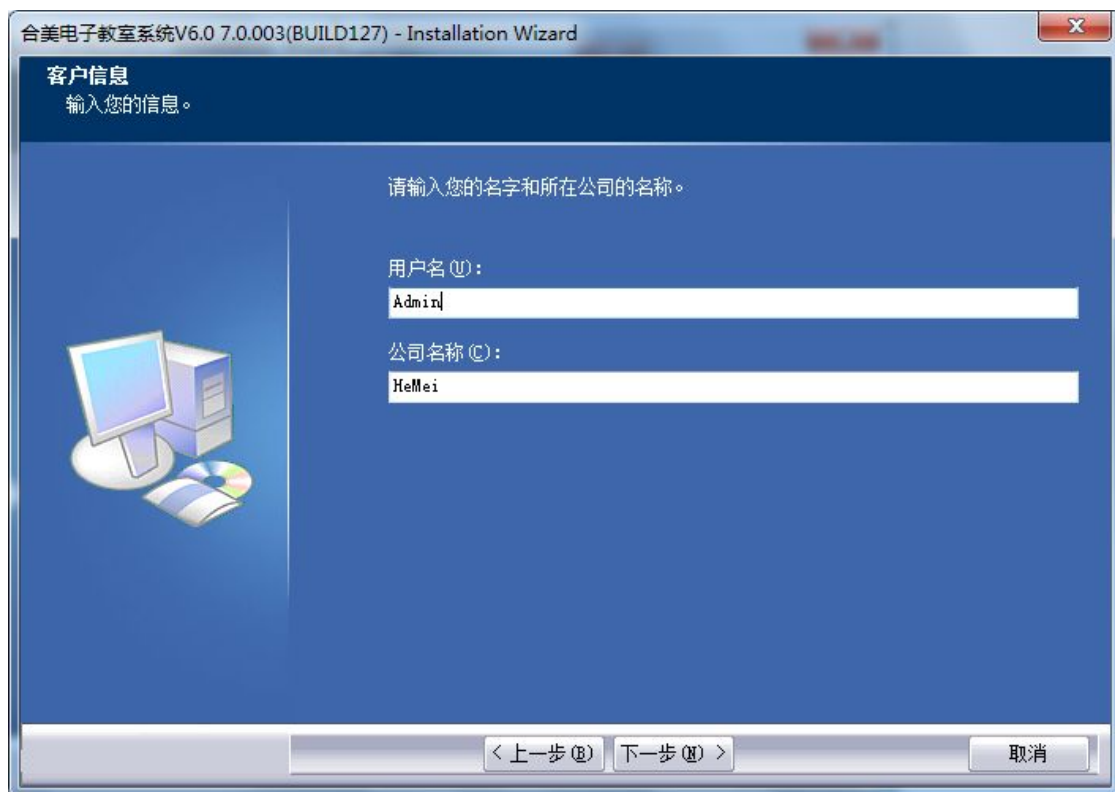 合美电子教室系统V6.0 7.0.003(BUILD127) - Installation Wizard
客户信息
输入您的信息。
请输入您的名字和所在公司的名称。
用户名(U):
Admin
公司名称(C):
HeMei
< 上一步(B) 下一步(N) > 取消